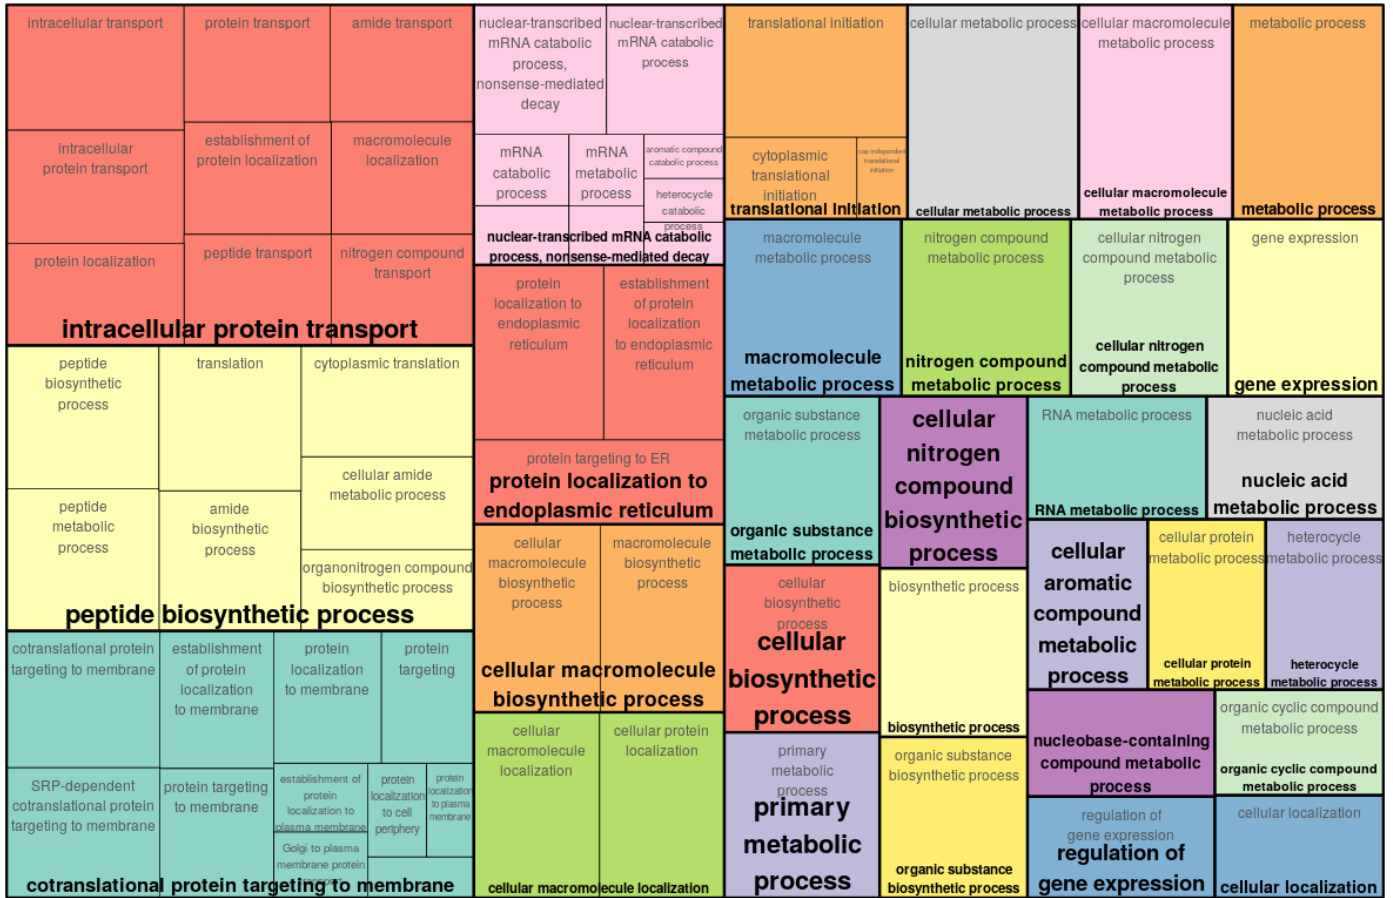 intracellular transport
protein transport
amide transport
intracellular
protein transport
establishment of
protein localization
macromolecule
localization
protein localization
peptide transport
nitrogen compound
transport
intracellular protein transport
peptide
biosynthetic
process
translation
cytoplasmic translation
cellular amide
metabolic process
peptide
metabolic
process
amide
biosynthetic
process
organonitrogen compound
biosynthetic process
peptide biosynthetic process
cotranslational protein
targeting to membrane
establishment
of protein
localization
to membrane
protein
localization
to membrane
protein
targeting
SRP-dependent
cotranslational protein
targeting to membrane
protein targeting
to membrane
establishment of
protein
localization to
plasma membrane
protein
localization
to cell
periphery
protein
localization
to plasma
membrane
Golgi to plasma
membrane protein
transport
cotranslational protein targeting to membrane
nuclear-transcribed
mRNA catabolic
process,
nonsense-mediated
decay
nuclear-transcribed
mRNA catabolic
process
mRNA
catabolic
process
mRNA
metabolic
process
aromatic compound
catabolic process
heterocycle
catabolic
process
nuclear-transcribed mRNA catabolic
process, nonsense-mediated decay
protein
localization to
endoplasmic
reticulum
establishment
of protein
localization
to endoplasmic
reticulum
protein targeting to ER
protein localization to
endoplasmic reticulum
cellular
macromolecule
biosynthetic
process
macromolecule
biosynthetic
process
cellular macromolecule
biosynthetic process
cellular
macromolecule
localization
cellular protein
localization
cellular macromolecule localization
translational initiation
cytoplasmic
translational
initiation
cap-independent
translational
initiation
translational initiation
cellular metabolic process
cellular metabolic process
cellular macromolecule
metabolic process
cellular macromolecule
metabolic process
metabolic process
metabolic process
macromolecule
metabolic process
macromolecule
metabolic process
nitrogen compound
metabolic process
nitrogen compound
metabolic process
cellular nitrogen
compound metabolic
process
cellular nitrogen
compound metabolic
process
gene expression
gene expression
organic substance
metabolic process
organic substance
metabolic process
cellular
nitrogen
compound
biosynthetic
process
RNA metabolic process
RNA metabolic process
nucleic acid
metabolic process
nucleic acid
metabolic process
cellular
biosynthetic
process
cellular
biosynthetic
process
biosynthetic process
biosynthetic process
cellular
aromatic
compound
metabolic
process
cellular protein
metabolic process
cellular protein
metabolic process
heterocycle
metabolic process
heterocycle
metabolic process
primary
metabolic
process
primary
metabolic
process
organic substance
biosynthetic process
organic substance
biosynthetic process
nucleobase-containing
compound metabolic
process
organic cyclic compound
metabolic process
organic cyclic compound
metabolic process
regulation of
gene expression
regulation of
gene expression
cellular localization
cellular localization